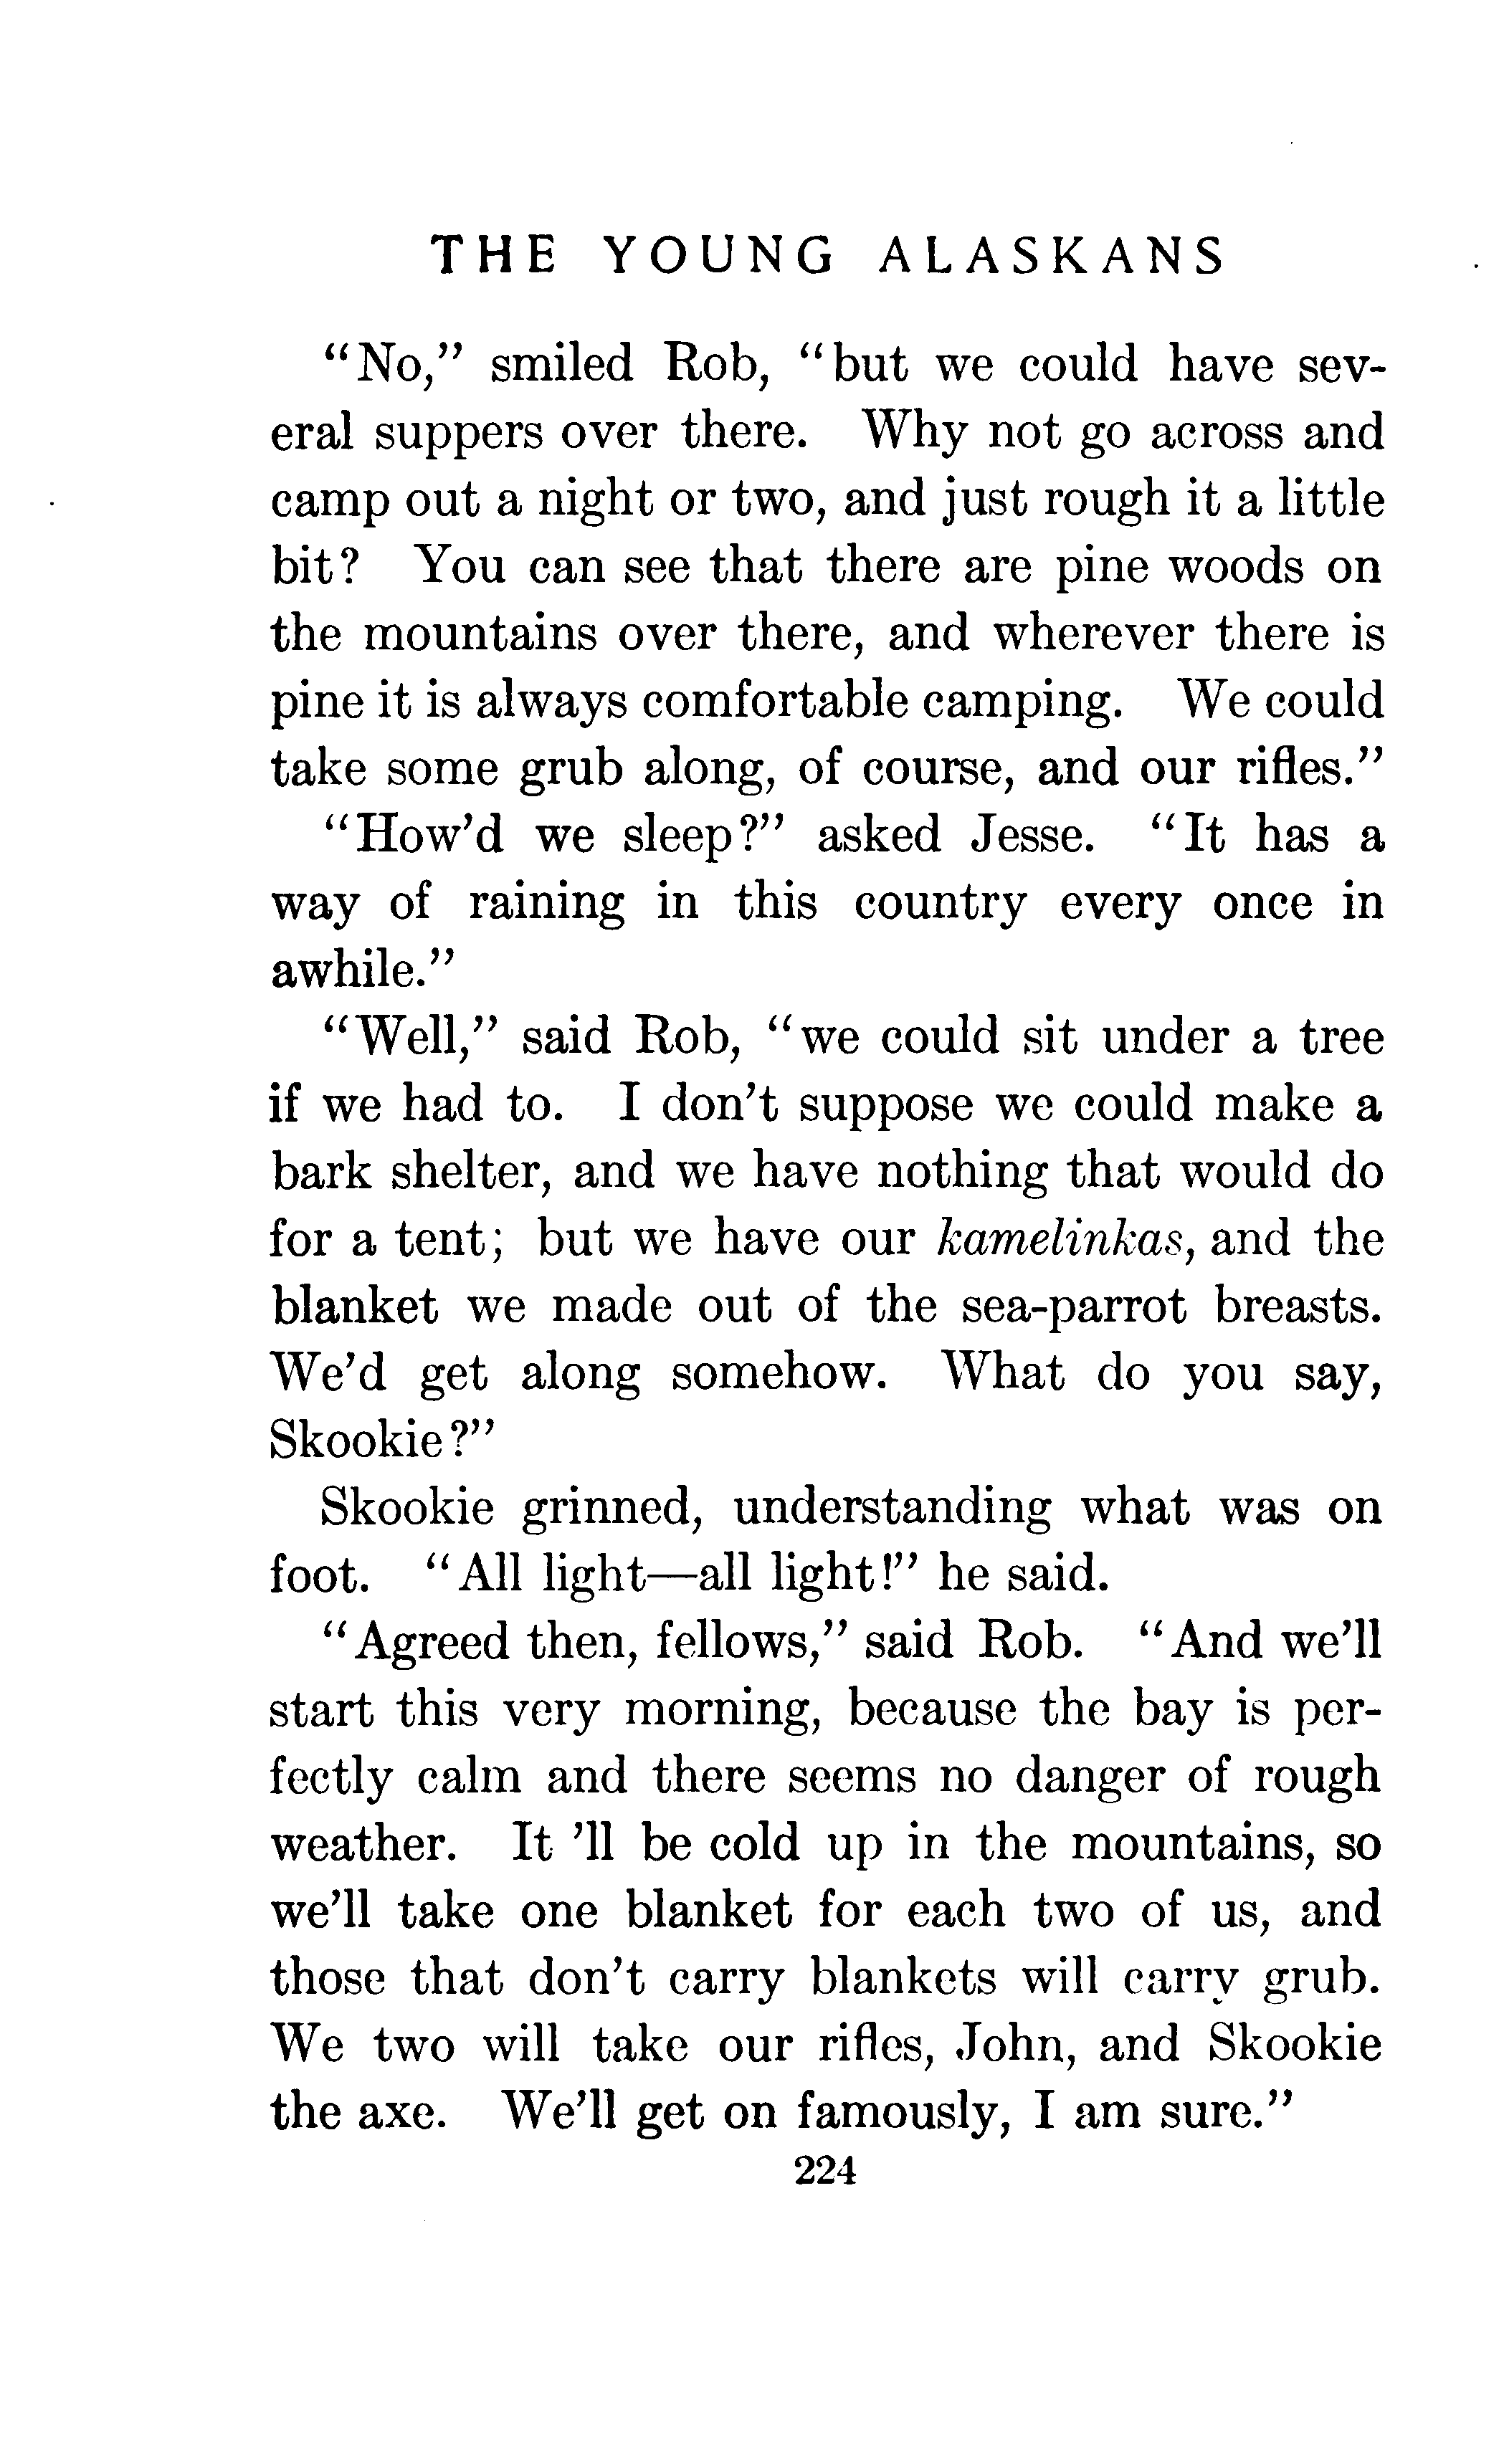 THE YOUNG ALASKANS
"No," smiled Rob, "but we could have sev-
eral suppers over there. Why not go across and
camp out a night or two, and just rough it a little
bit? You can see that there are pine woods on
the mountains over there, and wherever there is
pine it is always comfortable camping. We could
take some grub along, of course, and our rifles."
"How'd we sleep?" asked Jesse. "It has a
way of raining in this country every once in
awhile."
"Well," said Rob, "we could sit under a tree
if we had to. I don't suppose we could make a
bark shelter, and we have nothing that would do
for a tent; but we have our kamelinkas, and the
blanket we made out of the sea-parrot breasts.
We'd get along somehow. What do you say,
Skookie?"
Skookie grinned, understanding what was on
foot. "All light—all light!" he said.
"Agreed then, fellows," said Rob. "And we'll
start this very morning, because the bay is per-
fectly calm and there seems no danger of rough
weather. It 'll be cold up in the mountains, so
we'll take one blanket for each two of us, and
those that don't carry blankets will carry grub.
We two will take our rifles, John, and Skookie
the axe. We'll get on famously, I am sure."
224